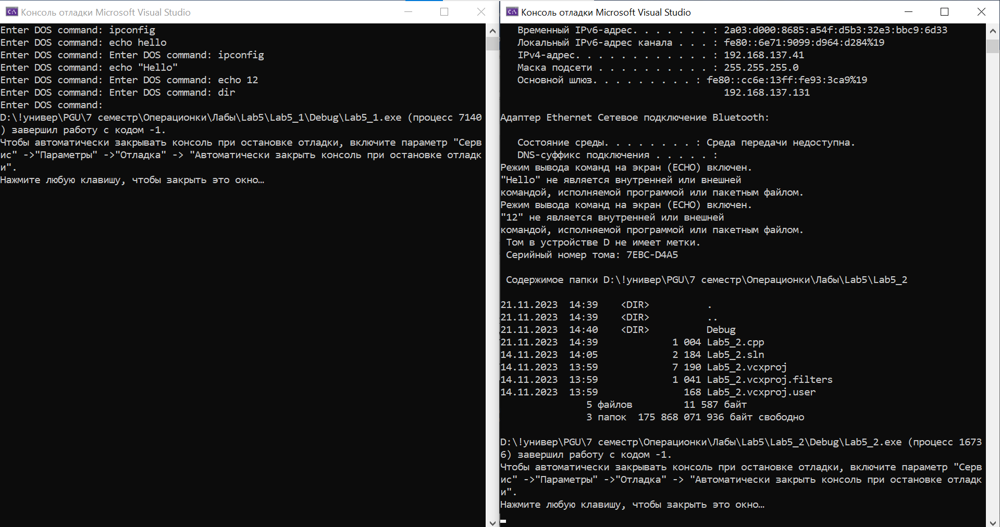 Консоль отладки Microsoft Visual Studio
Enter DOS command: ipconfig
Enter DOS command: echo hello
Enter DOS command: Enter DOS command: ipconfig
Enter DOS command: echo "Hello"
Enter DOS command: Enter DOS command: echo 12
Enter DOS command: Enter DOS command: dir
Enter DOS command:
D:\!универ\PGU\7 семестр\Операционки\Лабы\Lab5\Lab5_1\Debug\Lab5_1.exe (процесс 7140
) завершил работу с кодом -1.
Чтобы автоматически закрывать консоль при остановке отладки, включите параметр "Серв
ис" ->"Параметры" ->"Отладка" -> "Автоматически закрыть консоль при остановке отладк
и".
Нажмите любую клавишу, чтобы закрыть это окно…
Консоль отладки Microsoft Visual Studio
Временный IPv6-адрес. . . . . . . : 2a03:d000:8685:a54f:d5b3:32e3:bbc9:6d33
Локальный IPv6-адрес канала . . . : fe80::6e71:9099:d964:d284%19
IPv4-адрес. . . . . . . . . . . . : 192.168.137.41
Маска подсети . . . . . . . . . . : 255.255.255.0
Основной шлюз. . . . . . . . . : fe80::cc6e:13ff:fe93:3ca9%19
192.168.137.131
Адаптер Ethernet Сетевое подключение Bluetooth:
Состояние среды. . . . . . . . : Среда передачи недоступна.
DNS-суффикс подключения . . . . . :
Режим вывода команд на экран (ECHO) включен.
"Hello" не является внутренней или внешней
командой, исполняемой программой или пакетным файлом.
Режим вывода команд на экран (ECHO) включен.
"12" не является внутренней или внешней
командой, исполняемой программой или пакетным файлом.
Том в устройстве D не имеет метки.
Серийный номер тома: 7EBC-D4A5
Содержимое папки D:\!универ\PGU\7 семестр\Операционки\Лабы\Lab5\Lab5_2
21.11.2023  14:39    <DIR>          .
21.11.2023  14:39    <DIR>          ..
21.11.2023  14:40    <DIR>          Debug
21.11.2023  14:39             1 004 Lab5_2.cpp
14.11.2023  14:05             2 184 Lab5_2.sln
14.11.2023  13:59             7 190 Lab5_2.vcxproj
14.11.2023  13:59             1 041 Lab5_2.vcxproj.filters
14.11.2023  13:59               168 Lab5_2.vcxproj.user
5 файлов         11 587 байт
3 папок  175 868 071 936 байт свободно
D:\!универ\PGU\7 семестр\Операционки\Лабы\Lab5\Lab5_2\Debug\Lab5_2.exe (процесс 1673
6) завершил работу с кодом -1.
Чтобы автоматически закрывать консоль при остановке отладки, включите параметр "Серв
ис" ->"Параметры" ->"Отладка" -> "Автоматически закрыть консоль при остановке отладк
и".
Нажмите любую клавишу, чтобы закрыть это окно…